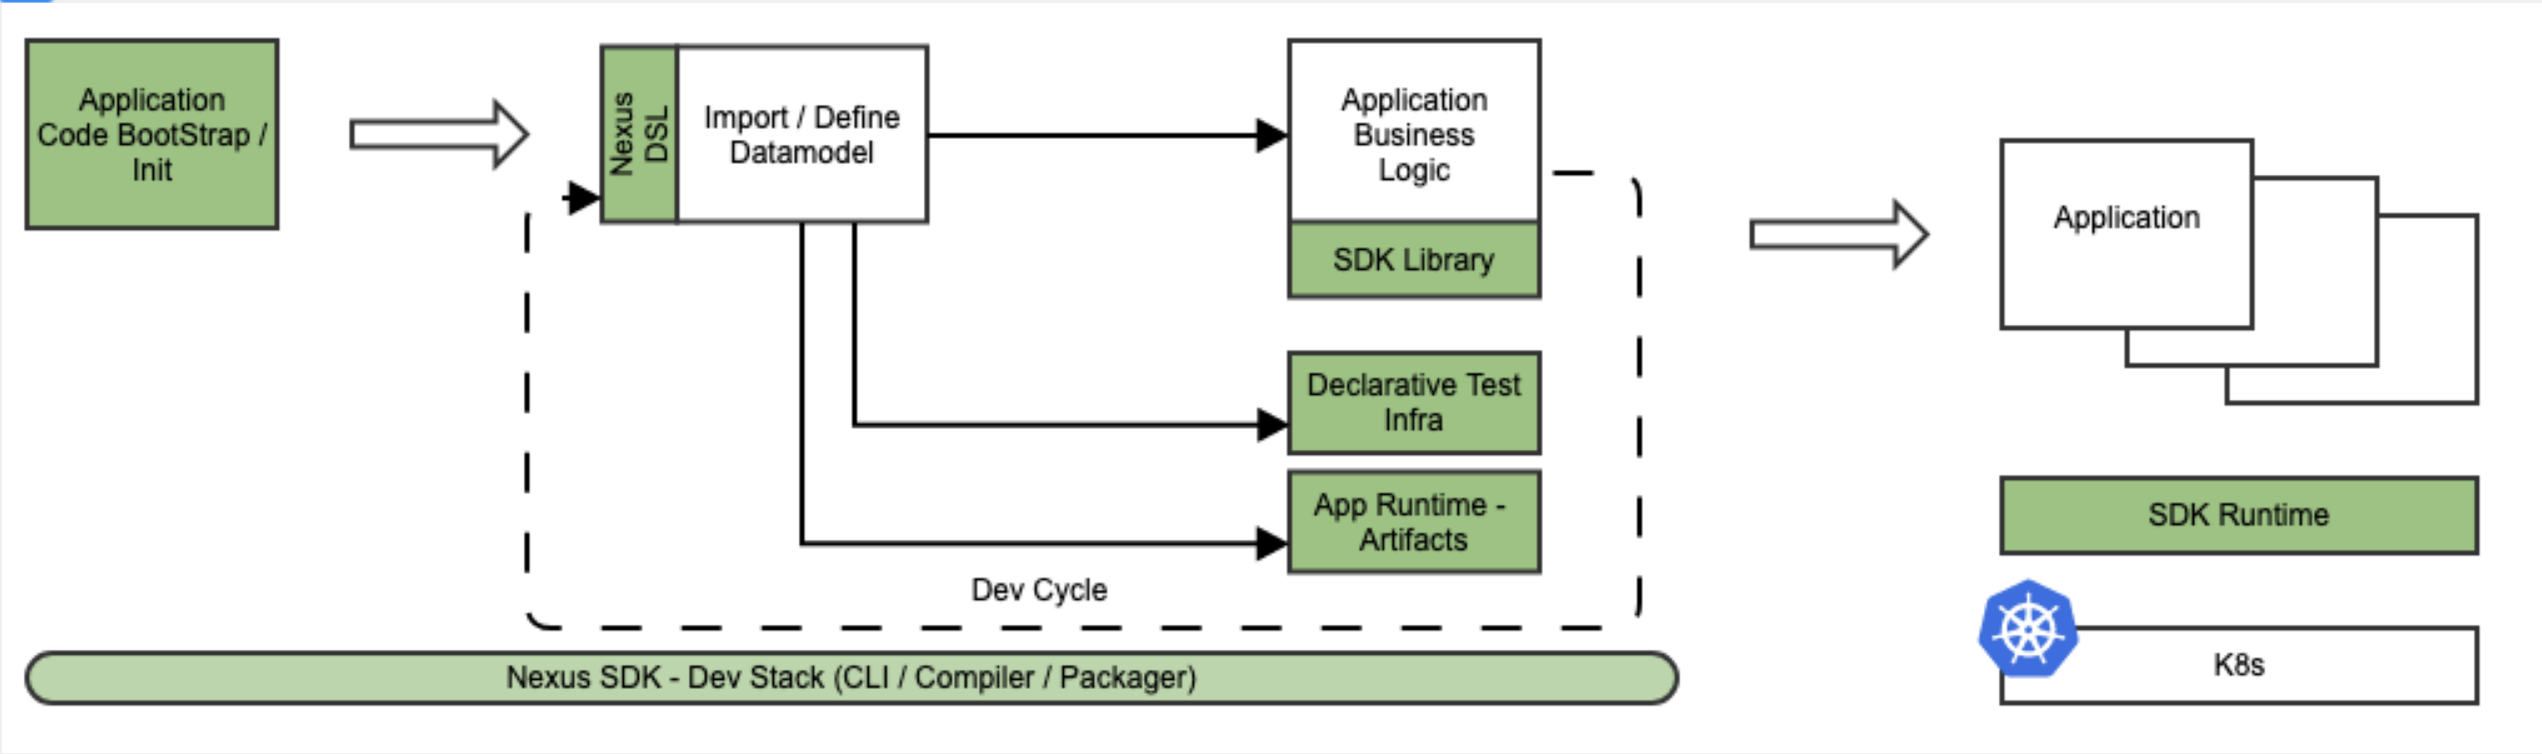 Application
Code BootStrap /
Init
Nexus
DSL
Import / Define
Datamodel
Application
Business
Logic
SDK Library
Declarative Test
Infra
App Runtime -
Artifacts
Dev Cycle
Nexus SDK - Dev Stack (CLI / Compiler / Packager)
Application
SDK Runtime
K8s